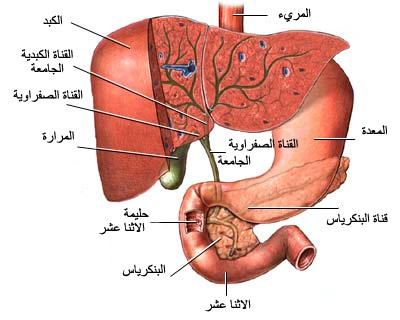 المريء
الكبد
القناة الكبدية
الجامعة
القناة الصفراوية
المرارة
القناة الصفراوية
الجامعة
المعدة
حليمة
الاثنا عشر
قناة البنكرياس
البنكرياس
الاثنا عشر